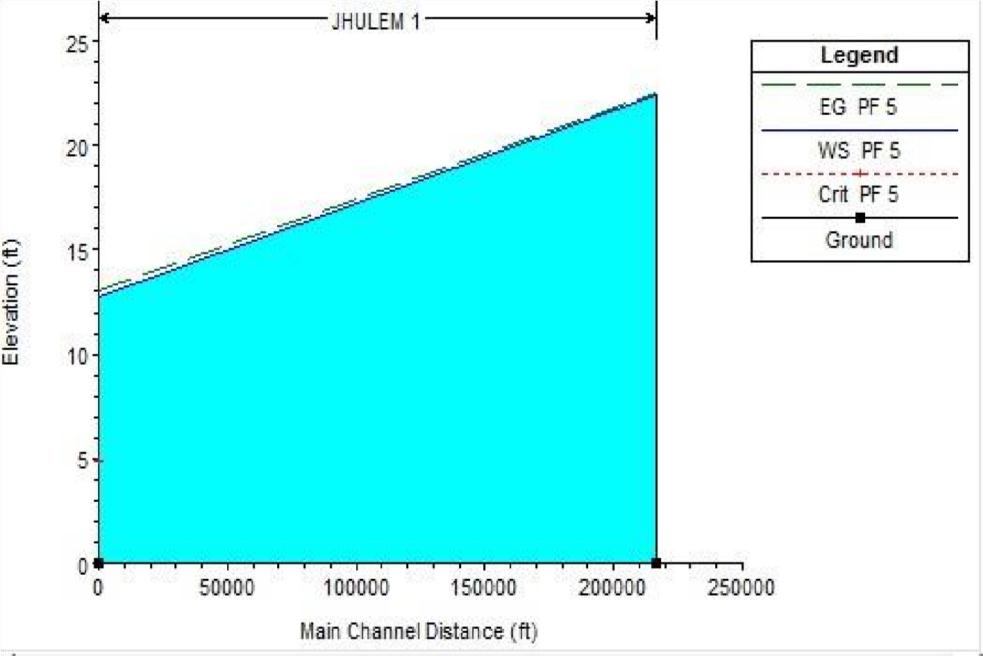 JHULEM 1
25
20
15
10
5
0
Elevation (ft)
0 50000 100000 150000 200000 250000
Main Channel Distance (ft)
Legend
EG PF 5
WS PF 5
Crit PF 5
Ground